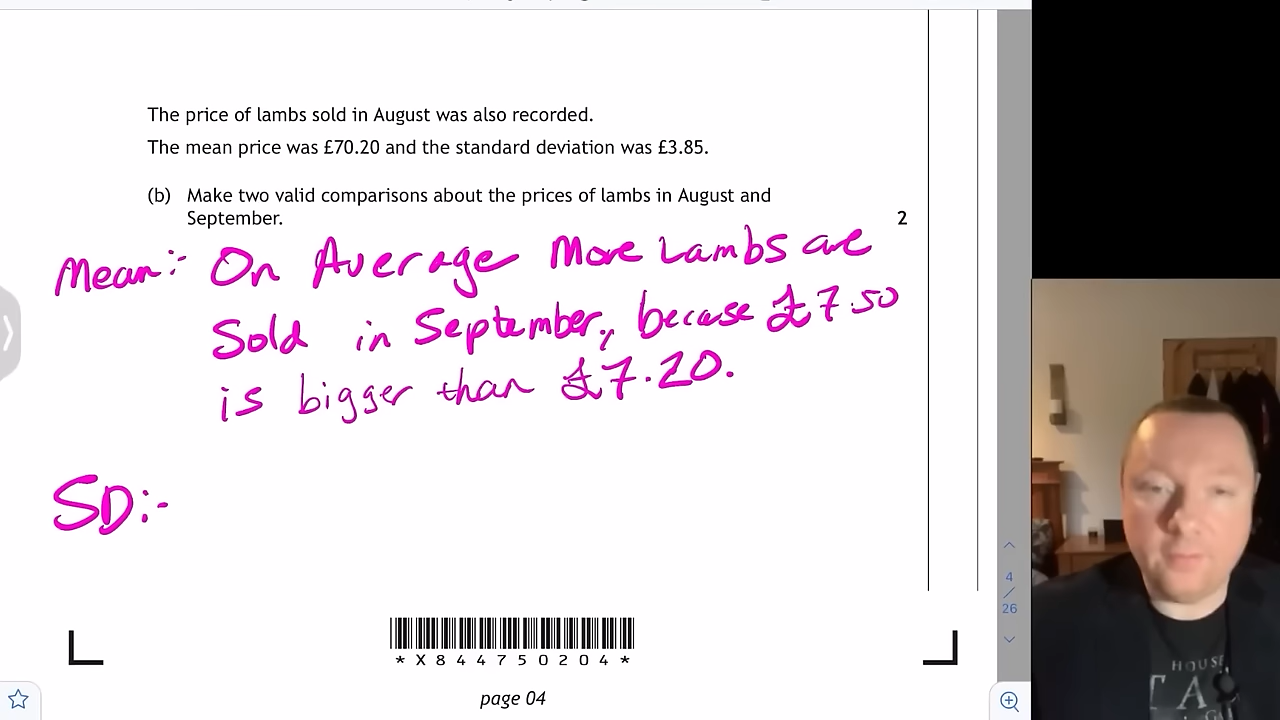 The price of lambs sold in August was also recorded.
The mean price was £70.20 and the standard deviation was £3.85.
(b) Make two valid comparisons about the prices of lambs in August and
September.
2
Mean:- On Average More Lambs are
Sold in September, becase £7.50
is bigger than £7.20.
SD:-
4
/
26
*X844750204*
page 04
HOUSE